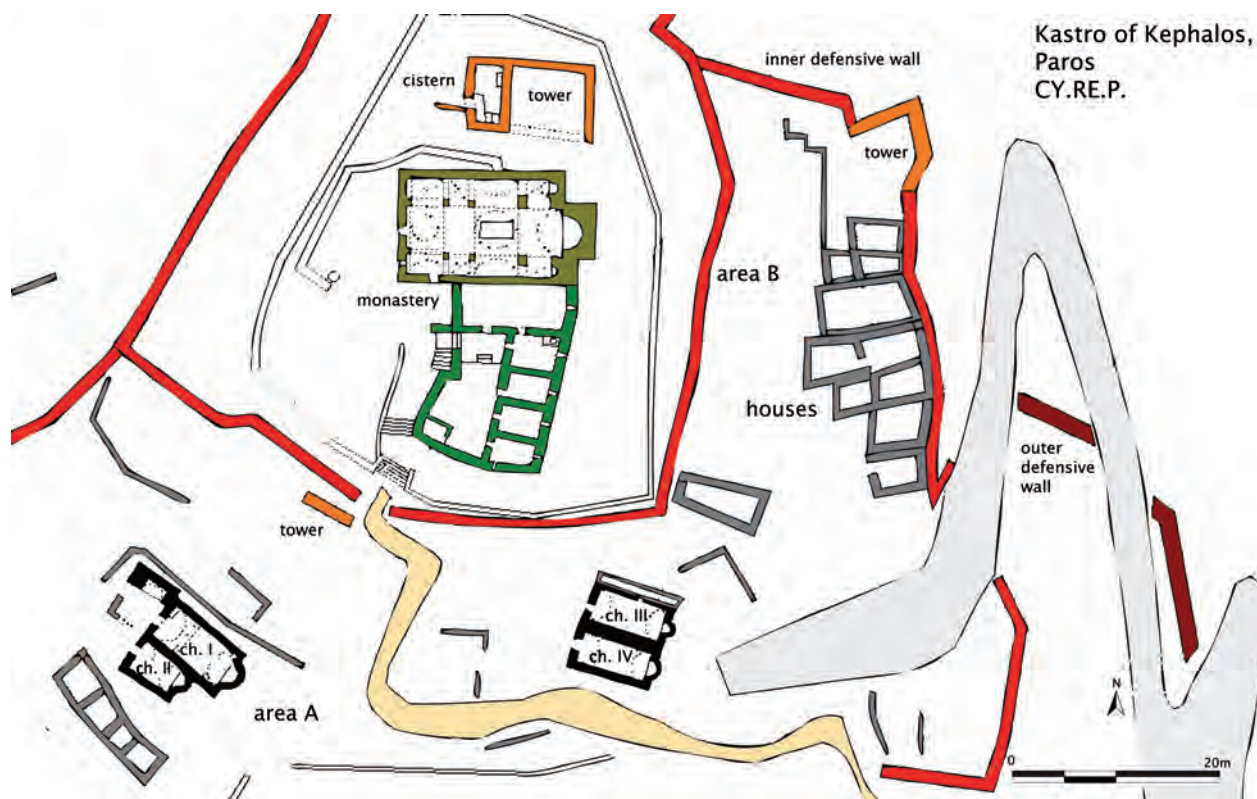 Kastro of Kephalos,
Paros
CY.RE.P.
inner defensive wall
cistern
tower
tower
area B
monastery
houses
outer
defensive
wall
tower
ch. III
ch. IV
ch. I
ch. II
area A
N
0
20m